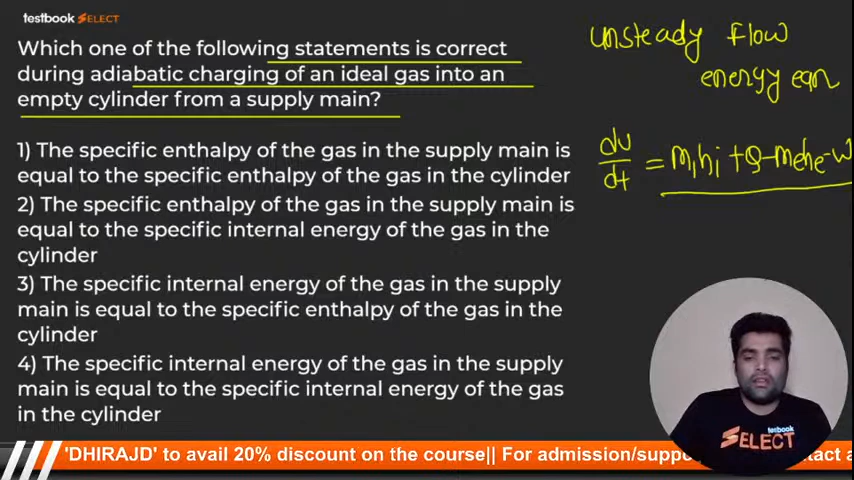 testbook SELECT
Which one of the following statements is correct
during adiabatic charging of an ideal gas into an
empty cylinder from a supply main?
1) The specific enthalpy of the gas in the supply main is
equal to the specific enthalpy of the gas in the cylinder
2) The specific enthalpy of the gas in the supply main is
equal to the specific internal energy of the gas in the
cylinder
3) The specific internal energy of the gas in the supply
main is equal to the specific enthalpy of the gas in the
cylinder
4) The specific internal energy of the gas in the supply
main is equal to the specific internal energy of the gas
in the cylinder
unsteady flow
energy eqn
du
dt = m,hi + Q - mehe - W
testbook
SELECT
'DHIRAJD' to avail 20% discount on the course|| For admission/suppo